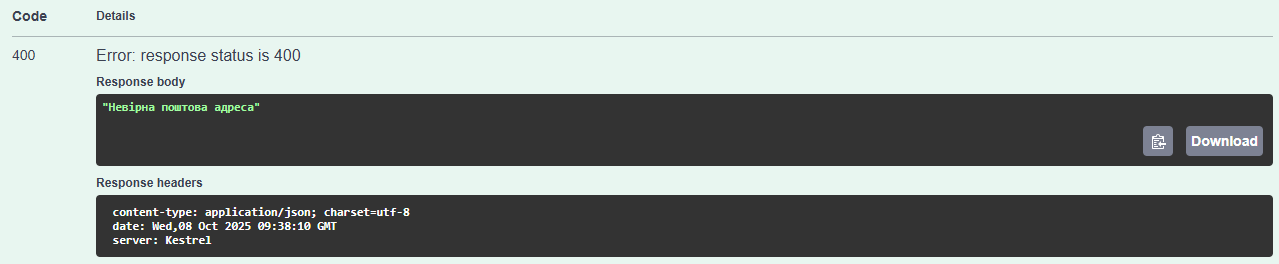 Code Details
400 Error: response status is 400
Response body
"Невірна поштова адреса"
Download
Response headers
content-type: application/json; charset=utf-8
date: Wed,08 Oct 2025 09:38:10 GMT
server: Kestrel